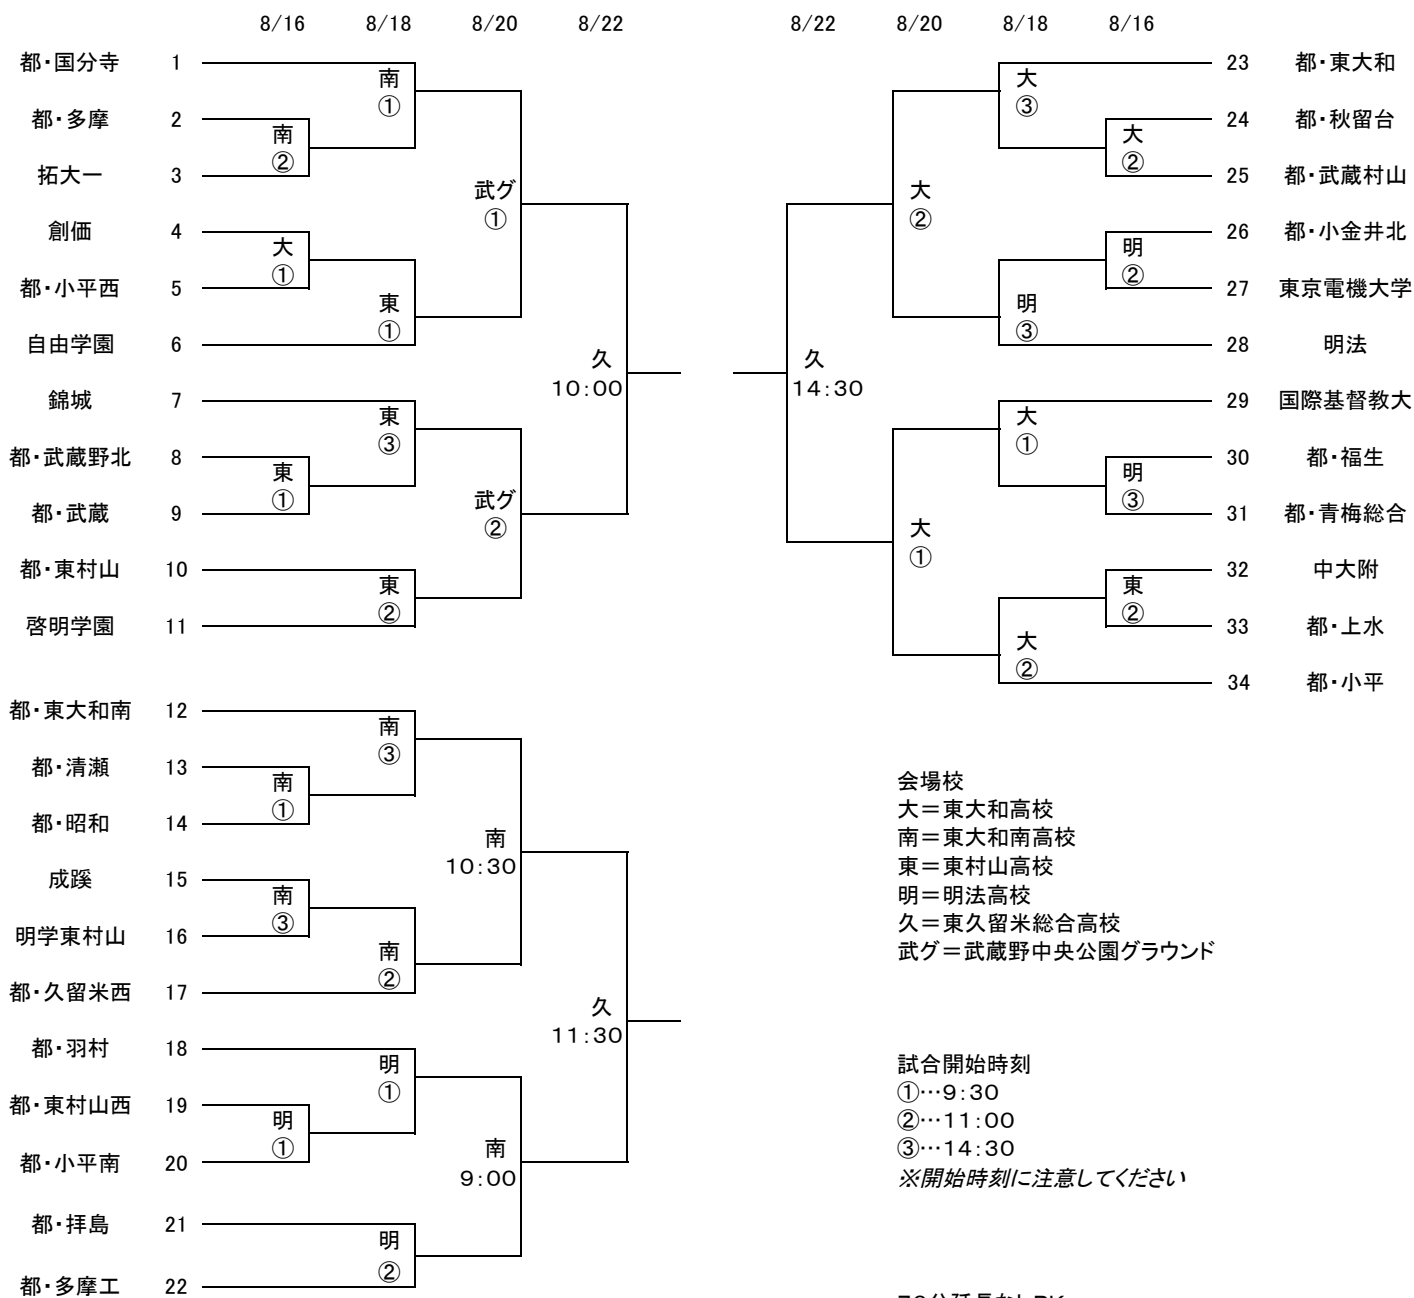 8/16 8/18 8/20 8/22 8/22 8/20 8/18 8/16
都・国分寺 1
南
①
都・多摩 2
南
②
拓大一 3
武グ
①
創価 4
大
①
都・小平西 5
東
①
自由学園 6
久
10:00
錦城 7
東
③
都・武蔵野北 8
東
①
都・武蔵 9
武グ
②
都・東村山 10
東
②
啓明学園 11
都・東大和南 12
南
③
都・清瀬 13
南
①
都・昭和 14
南
10:30
成蹊 15
南
③
明学東村山 16
南
②
都・久留米西 17
久
11:30
都・羽村 18
明
①
都・東村山西 19
明
①
都・小平南 20
南
9:00
都・拝島 21
明
②
都・多摩工 22
23 都・東大和
大
③
24 都・秋留台
大
②
25 都・武蔵村山
大
②
26 都・小金井北
明
②
27 東京電機大学
明
③
28 明法
久
14:30
29 国際基督教大
大
①
30 都・福生
明
③
31 都・青梅総合
大
①
32 中大附
東
②
33 都・上水
大
②
34 都・小平
会場校
大＝東大和高校
南＝東大和南高校
東＝東村山高校
明＝明法高校
久＝東久留米総合高校
武グ＝武蔵野中央公園グラウンド
試合開始時刻
①…9:30
②…11:00
③…14:30
※開始時刻に注意してください